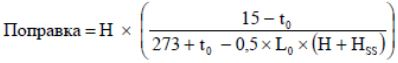 Поправка = H × ( (15 – t₀) / (273 + t₀ – 0,5 × L₀ × (H + H_SS)) )